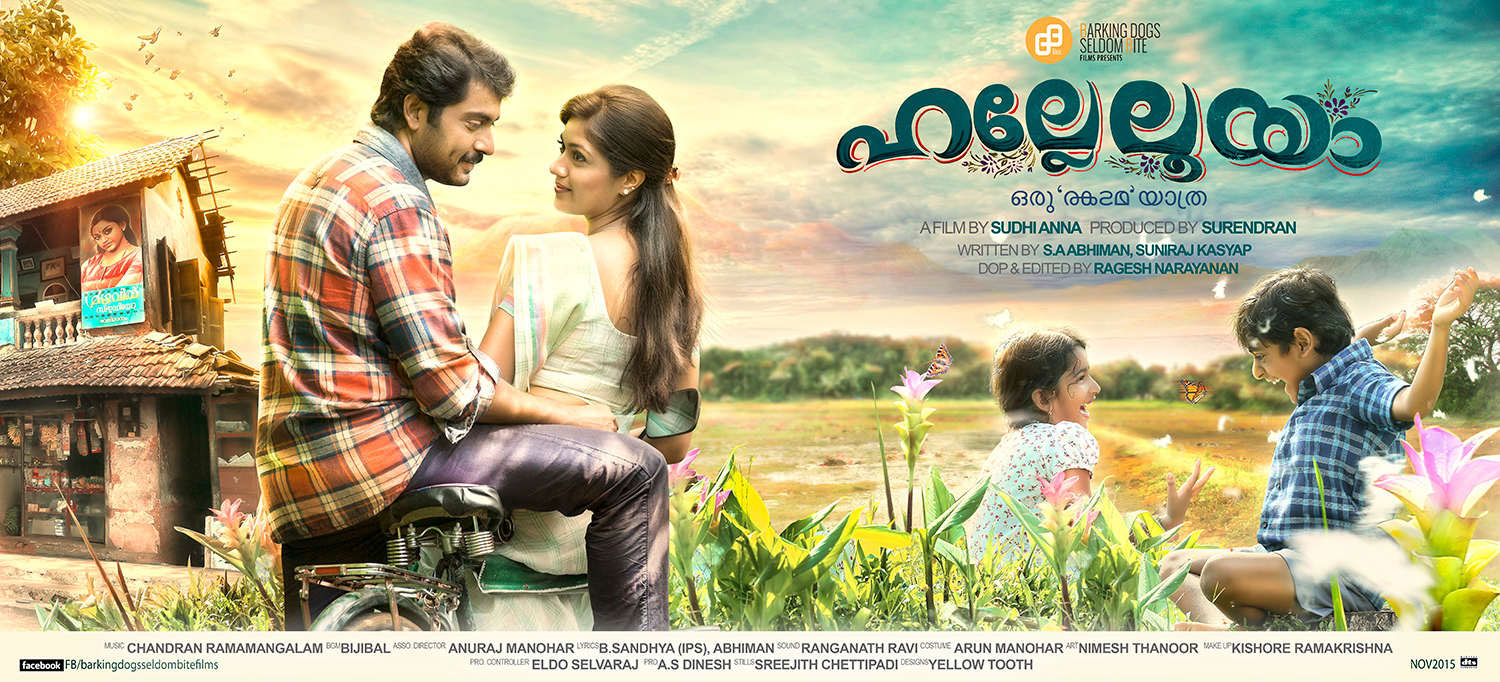 BARKING DOGS
SELDOM BITE
FILMS PRESENTS
ഹല്ലേലൂയാ
A FILM BY SUDHI ANNA PRODUCED BY SURENDRAN
WRITTEN BY S.A ABHIMAN, SUNIRAJ KASYAP
DOP & EDITED BY RAGESH NARAYANAN
MUSIC CHANDRAN RAMAMANGALAM BGM BIJIBAL ASSO. DIRECTOR ANURAJ MANOHAR LYRICS B.SANDHYA (IPS), ABHIMAN SOUND RANGANATH RAVI COSTUME ARUN MANOHAR ART NIMESH THANOOR MAKE UP KISHORE RAMAKRISHNA
facebook FB/barkingdogsseldombitefilms
PRO. CONTROLLER ELDO SELVARAJ PRO A.S DINESH STILLS SREEJITH CHETTIPADI DESIGNS YELLOW TOOTH
NOV2015 dts